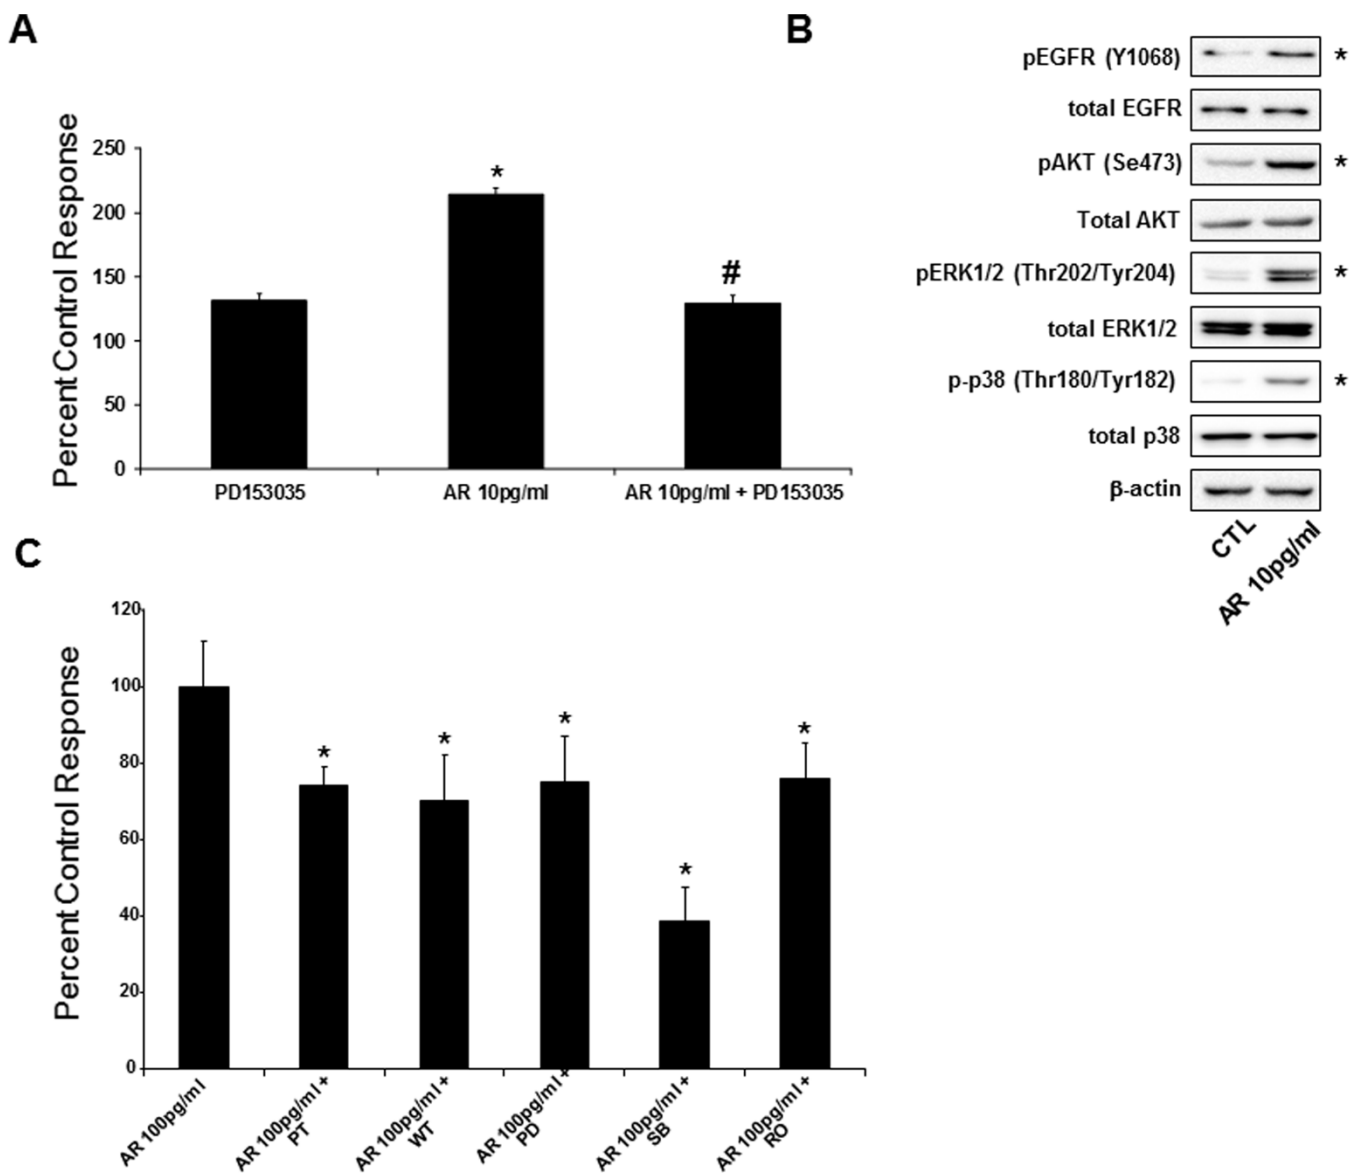 A
Percent Control Response
250
200
150
100
50
0
*
#
PD153035
AR 10pg/ml
AR 10pg/ml + PD153035
B
pEGFR (Y1068)
*
total EGFR
pAKT (Se473)
*
Total AKT
pERK1/2 (Thr202/Tyr204)
*
total ERK1/2
p-p38 (Thr180/Tyr182)
*
total p38
β-actin
CTL
AR 10pg/ml
C
Percent Control Response
120
100
80
60
40
20
0
*
*
*
*
*
AR 100pg/ml
AR 100pg/ml +
PT
AR 100pg/ml +
WT
AR 100pg/ml +
PD
AR 100pg/ml +
SB
AR 100pg/ml +
RO